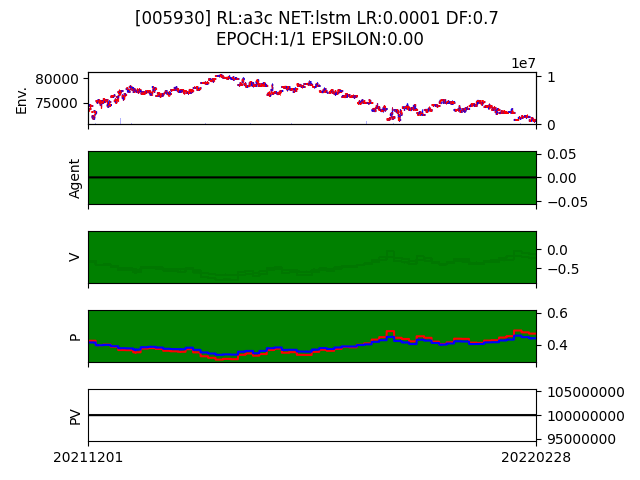 [005930] RL:a3c NET:lstm LR:0.0001 DF:0.7
EPOCH:1/1 EPSILON:0.00
1e7
Env.
80000
75000
1
0
Agent
0.05
0.00
−0.05
V
0.0
−0.5
P
0.6
0.4
PV
105000000
100000000
95000000
20211201
20220228